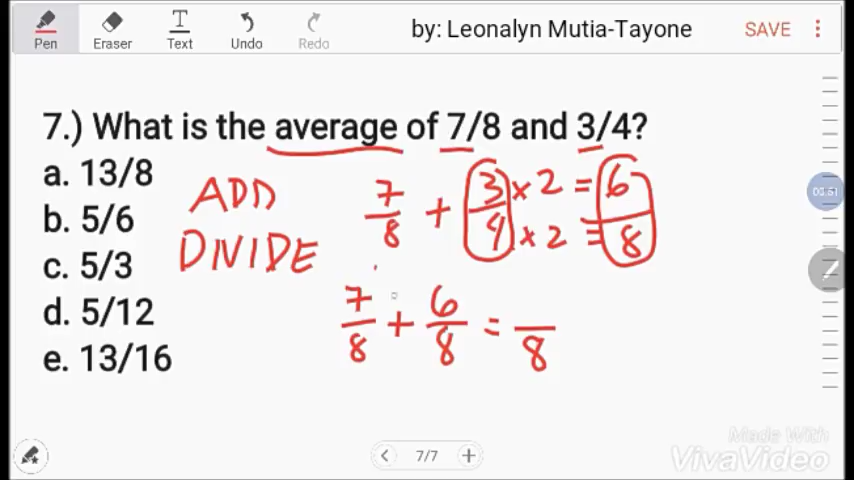 Pen Eraser Text Undo Redo by: Leonalyn Mutia-Tayone SAVE
7.) What is the average of 7/8 and 3/4?
a. 13/8
b. 5/6
c. 5/3
d. 5/12
e. 13/16
ADD
DIVIDE
7/8 + 3/4 × 2 = 6 × 2 = 8
7/8 + 6/8 = /8
03:51
7/7
Made With
VivaVideo